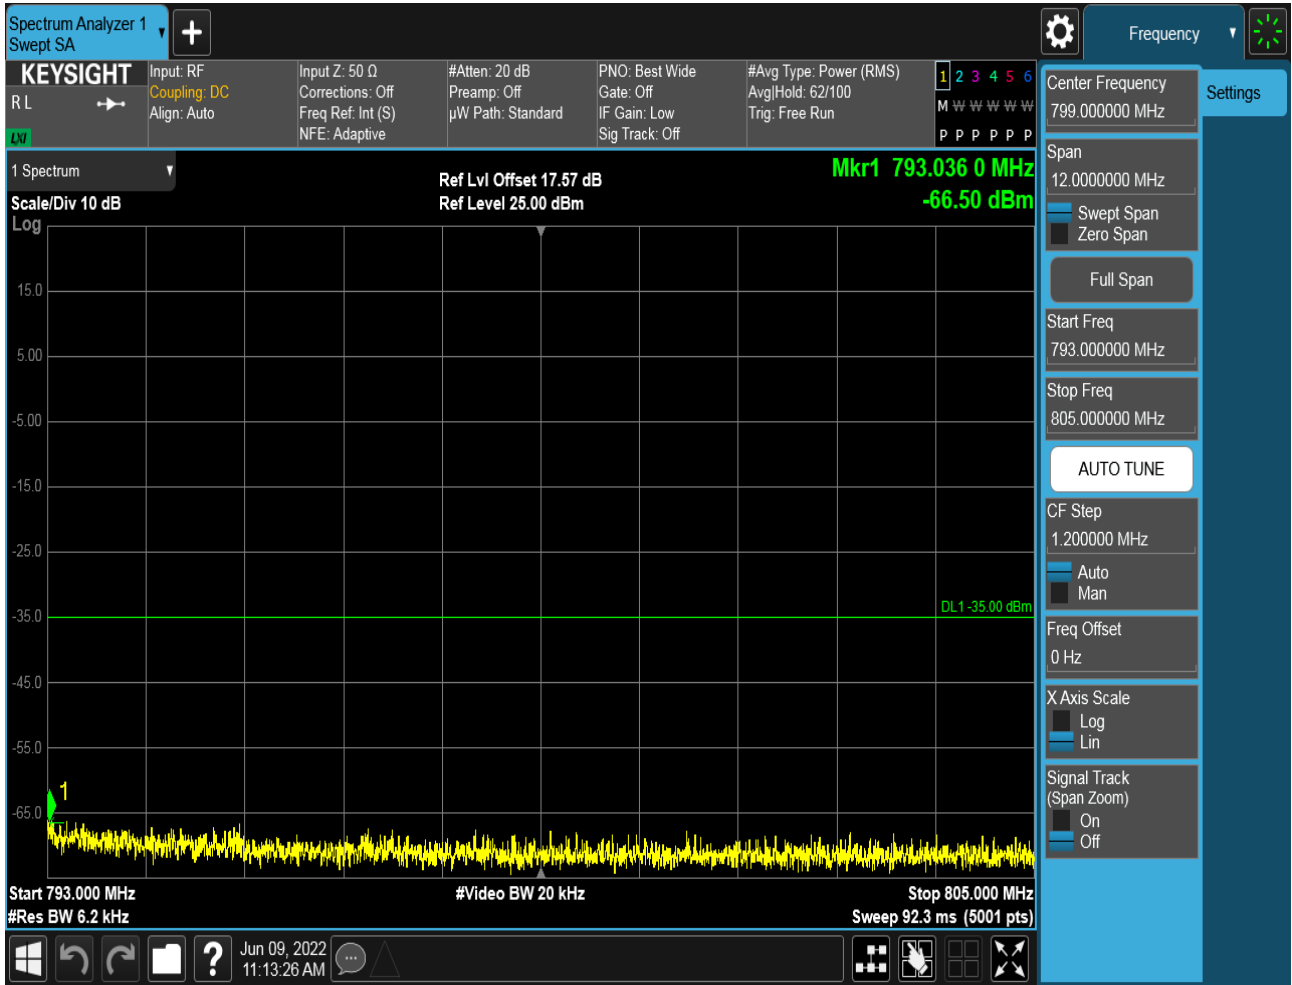 Spectrum Analyzer 1
Swept SA
Frequency
KEYSIGHT
R L
LXI
Input: RF
Coupling: DC
Align: Auto
Input Z: 50 Ω
Corrections: Off
Freq Ref: Int (S)
NFE: Adaptive
#Atten: 20 dB
Preamp: Off
µW Path: Standard
PNO: Best Wide
Gate: Off
IF Gain: Low
Sig Track: Off
#Avg Type: Power (RMS)
Avg|Hold: 62/100
Trig: Free Run
1 2 3 4 5 6
M W W W W W
P P P P P P
1 Spectrum
Scale/Div 10 dB
Log
Ref Lvl Offset 17.57 dB
Ref Level 25.00 dBm
Mkr1 793.036 0 MHz
-66.50 dBm
15.0
5.00
-5.00
-15.0
-25.0
DL1 -35.00 dBm
-35.0
-45.0
-55.0
1
-65.0
Start 793.000 MHz
#Video BW 20 kHz
Stop 805.000 MHz
#Res BW 6.2 kHz
Sweep 92.3 ms (5001 pts)
Center Frequency
799.000000 MHz
Settings
Span
12.0000000 MHz
Swept Span
Zero Span
Full Span
Start Freq
793.000000 MHz
Stop Freq
805.000000 MHz
AUTO TUNE
CF Step
1.200000 MHz
Auto
Man
Freq Offset
0 Hz
X Axis Scale
Log
Lin
Signal Track
(Span Zoom)
On
Off
?
Jun 09, 2022
11:13:26 AM